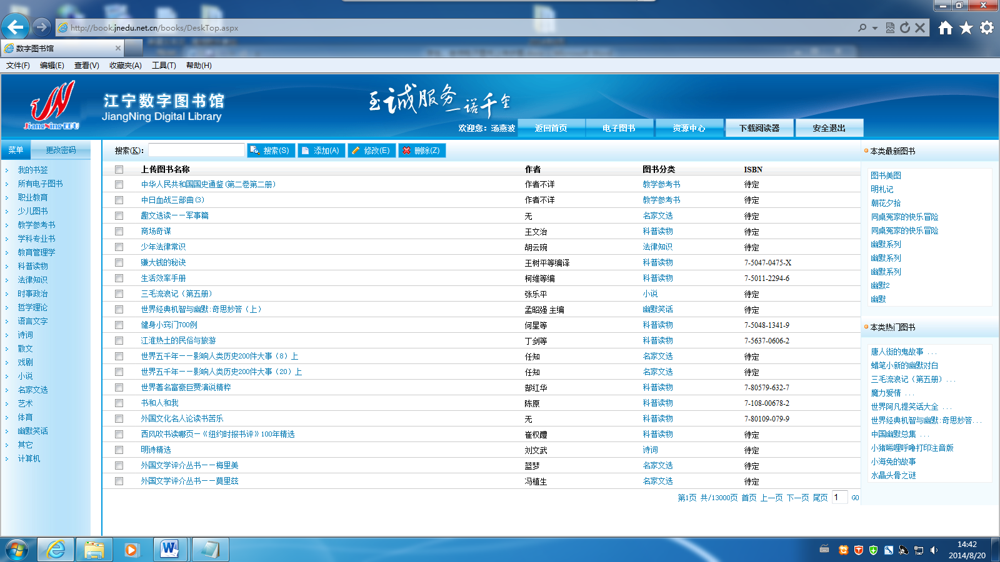 http://book.jnedu.net.cn/books/DeskTop.aspx
数字图书馆
文件(F) 编辑(E) 查看(V) 收藏夹(A) 工具(T) 帮助(H)
JiangNing EDU
江宁数字图书馆
JiangNing Digital Library
至诚服务 一诺千金
欢迎您：汤燕波 返回首页 电子图书 资源中心 下载阅读器 安全退出
菜单 更改密码
我的书签
所有电子图书
职业教育
少儿图书
教学参考书
学科专业书
教育管理学
科普读物
法律知识
时事政治
哲学理论
语言文字
诗词
散文
戏剧
小说
名家文选
艺术
体育
幽默笑话
其它
计算机
搜索(K)： 搜索(S) 添加(A) 修改(E) 删除(Z)
上传图书名称 作者 图书分类 ISBN
中华人民共和国国史通鉴(第二卷第二册) 作者不详 教学参考书 待定
中日血战三部曲(3) 作者不详 教学参考书 待定
趣文选读——军事篇 无 名家文选 待定
商场奇谋 王文治 科普读物 待定
少年法律常识 胡云琬 法律知识 待定
赚大钱的秘诀 王树平等编译 科普读物 7-5047-0475-X
生活效率手册 柯维等编 科普读物 7-5011-2294-6
三毛流浪记（第五册） 张乐平 小说 待定
世界经典机智与幽默:奇思妙答（上） 孟昭强 主编 幽默笑话 待定
健身小窍门700例 何星等 科普读物 7-5048-1341-9
江淮热土的民俗与旅游 丁剑等 科普读物 7-5637-0606-2
世界五千年——影响人类历史200件大事（8）上 任知 名家文选 待定
世界五千年——影响人类历史200件大事（20）上 任知 名家文选 待定
世界著名富豪巨贾演说精粹 郜红华 科普读物 7-80579-632-7
书和人和我 陈原 科普读物 7-108-00678-2
外国文化名人论读书苦乐 无 科普读物 7-80109-079-9
西风吹书读哪页—《纽约时报书评》100年精选 崔权醴 科普读物 待定
明诗精选 刘文武 诗词 待定
外国文学评介丛书——梅里美 蓝梦 名家文选 待定
外国文学评介丛书——莫里兹 冯植生 名家文选 待定
第1页 共/13000页 首页 上一页 下一页 尾页 1 GO
本类最新图书
图书美图
明札记
朝花夕拾
同桌冤家的快乐冒险
同桌冤家的快乐冒险
幽默系列
幽默系列
幽默系列
幽默2
幽默
本类热门图书
唐人街的鬼故事 ...
蜡笔小新的幽默对白
三毛流浪记（第五册）...
魔力爱情 ...
世界阿凡提笑话大全 ...
世界经典机智与幽默:奇思妙答...
中国幽默总集 ...
小猪唏哩呼噜打印注音版
小海兔的故事
水晶头骨之谜
14:42
2014/8/20